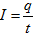 I = q/t